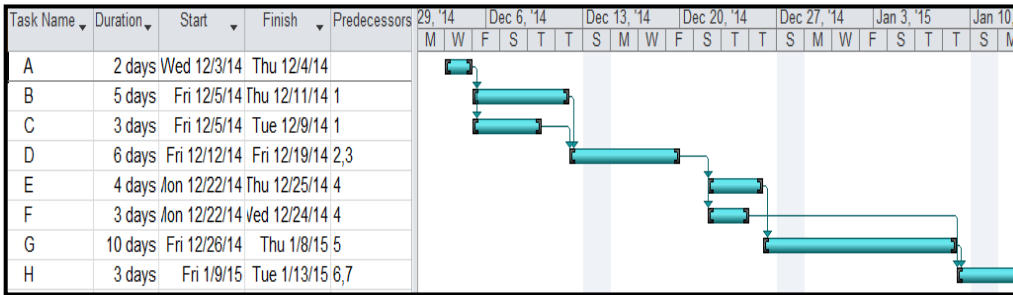 Task Name Duration Start Finish Predecessors 29, '14 Dec 6, '14 Dec 13, '14 Dec 20, '14 Dec 27, '14 Jan 3, '15 Jan 10,
M W F S T T S M W F S T T S M W F S T T S M
A 2 days Wed 12/3/14 Thu 12/4/14
B 5 days Fri 12/5/14 Thu 12/11/14 1
C 3 days Fri 12/5/14 Tue 12/9/14 1
D 6 days Fri 12/12/14 Fri 12/19/14 2,3
E 4 days Mon 12/22/14 Thu 12/25/14 4
F 3 days Mon 12/22/14 Wed 12/24/14 4
G 10 days Fri 12/26/14 Thu 1/8/15 5
H 3 days Fri 1/9/15 Tue 1/13/15 6,7